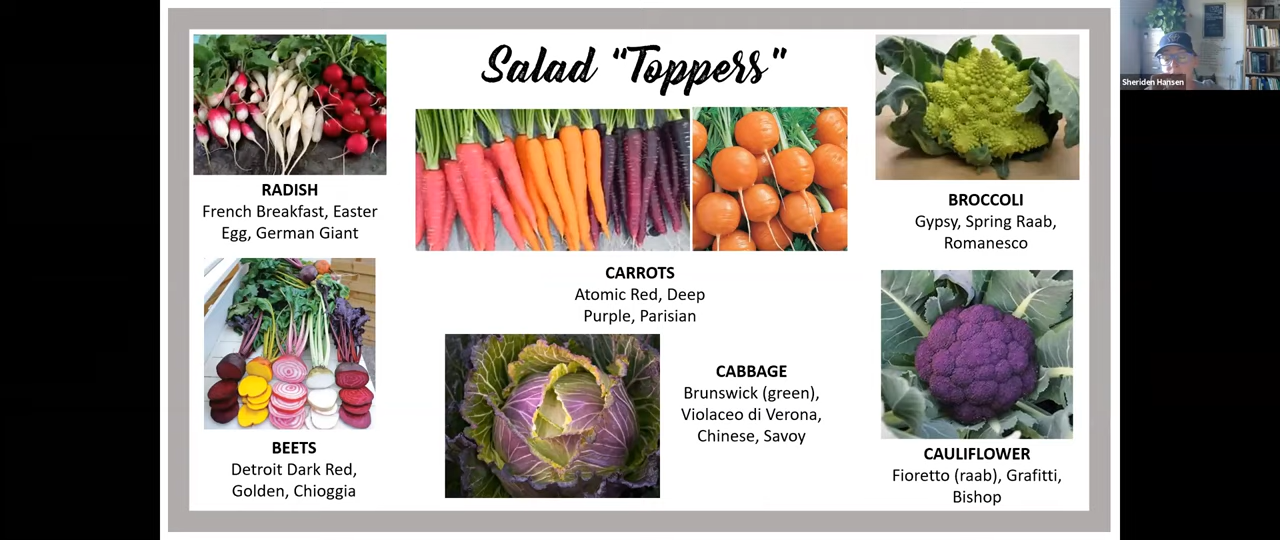 Salad "Toppers"
RADISH
French Breakfast, Easter
Egg, German Giant
BEETS
Detroit Dark Red,
Golden, Chioggia
CARROTS
Atomic Red, Deep
Purple, Parisian
CABBAGE
Brunswick (green),
Violaceo di Verona,
Chinese, Savoy
BROCCOLI
Gypsy, Spring Raab,
Romanesco
CAULIFLOWER
Fioretto (raab), Grafitti,
Bishop
Sheriden Hansen